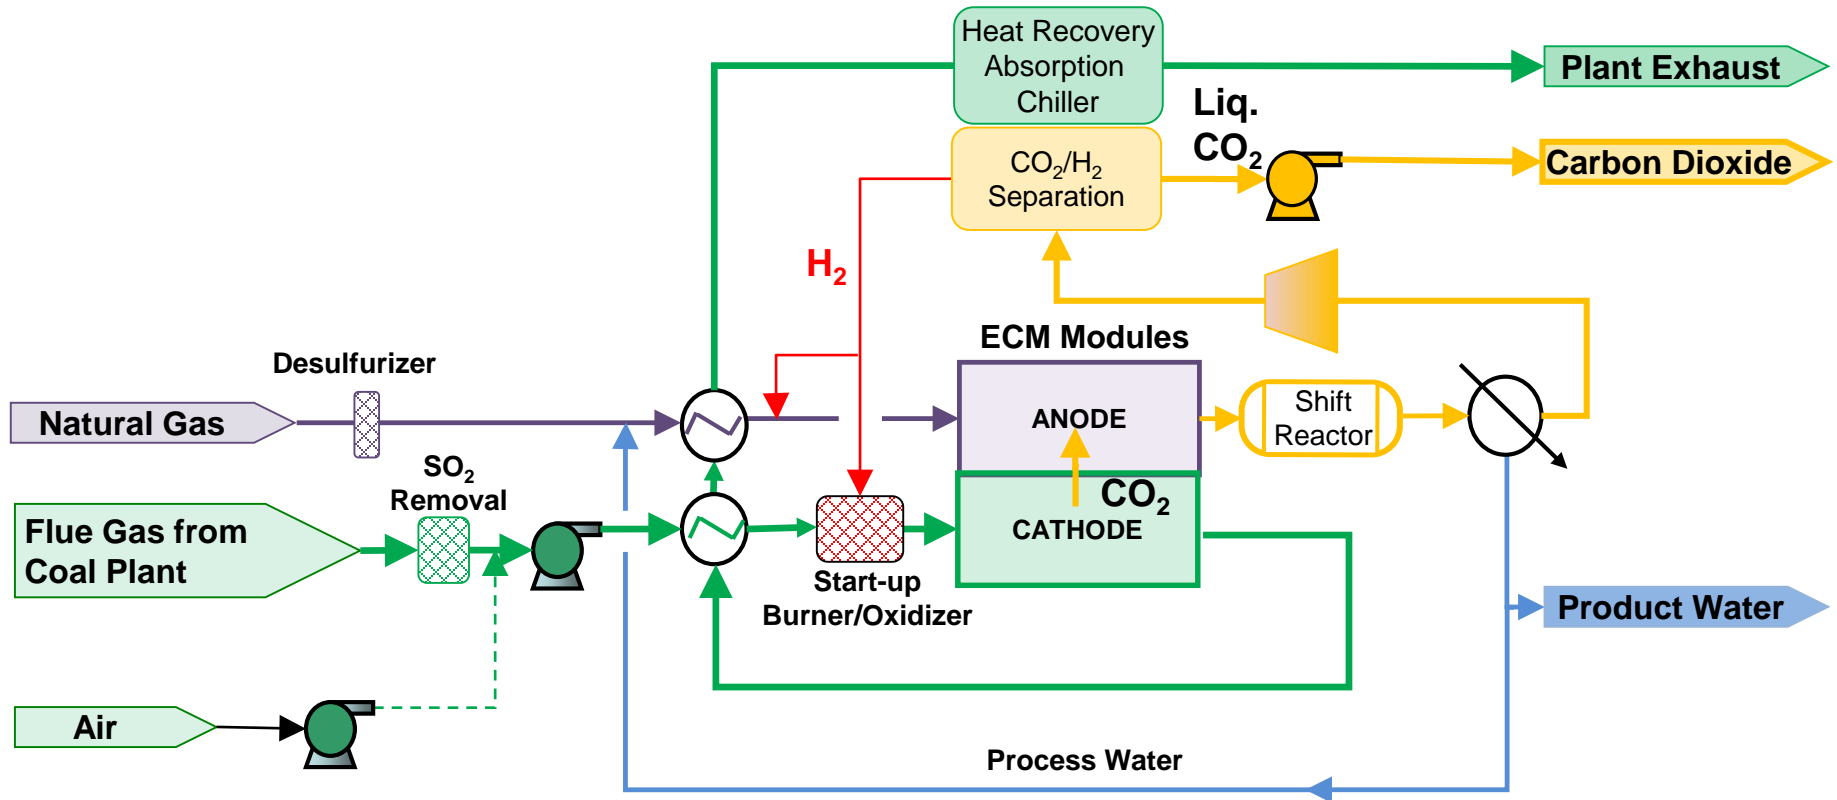 Heat Recovery
Absorption
Chiller
Plant Exhaust
Liq.
CO₂
Carbon Dioxide
CO₂/H₂
Separation
H₂
ECM Modules
Desulfurizer
Natural Gas
ANODE
Shift
Reactor
SO₂
Removal
CO₂
Flue Gas from
Coal Plant
CATHODE
Start-up
Burner/Oxidizer
Product Water
Air
Process Water